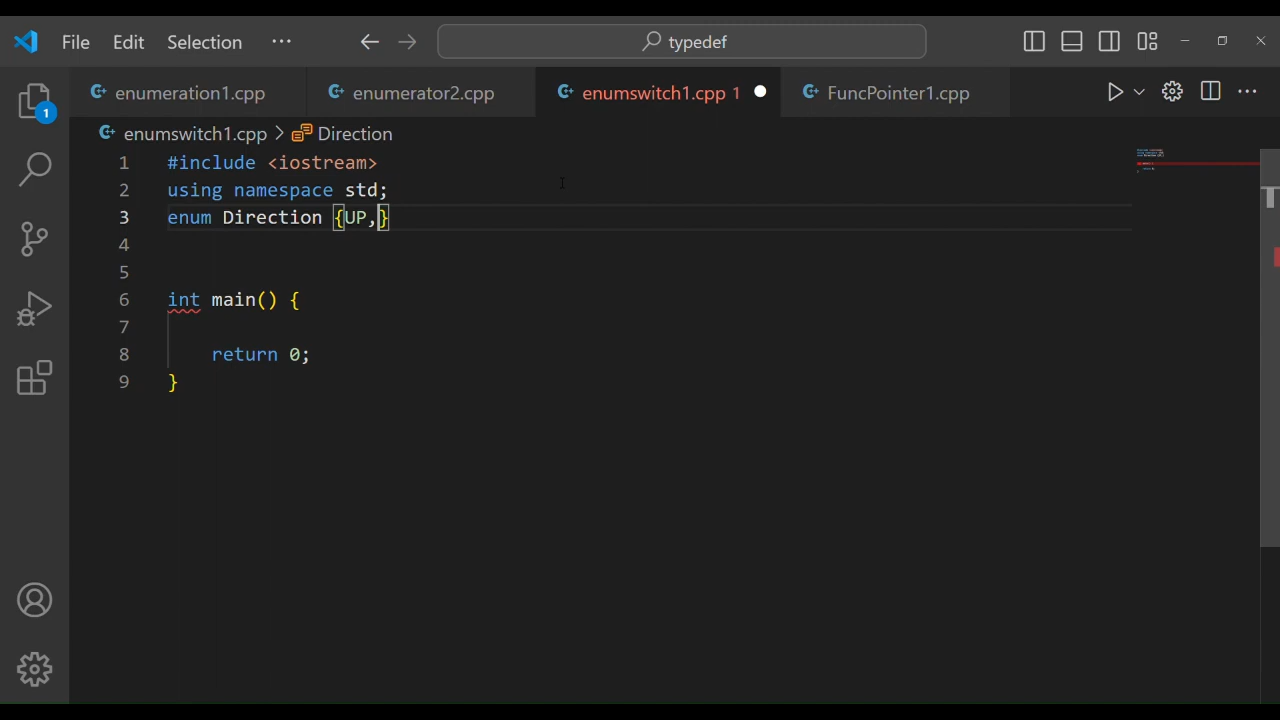 File Edit Selection ··· typedef
1
enumeration1.cpp enumerator2.cpp enumswitch1.cpp 1 FuncPointer1.cpp
enumswitch1.cpp > Direction
1 #include <iostream>
2 using namespace std;
3 enum Direction {UP,}
4
5
6 int main() {
7
8 return 0;
9 }